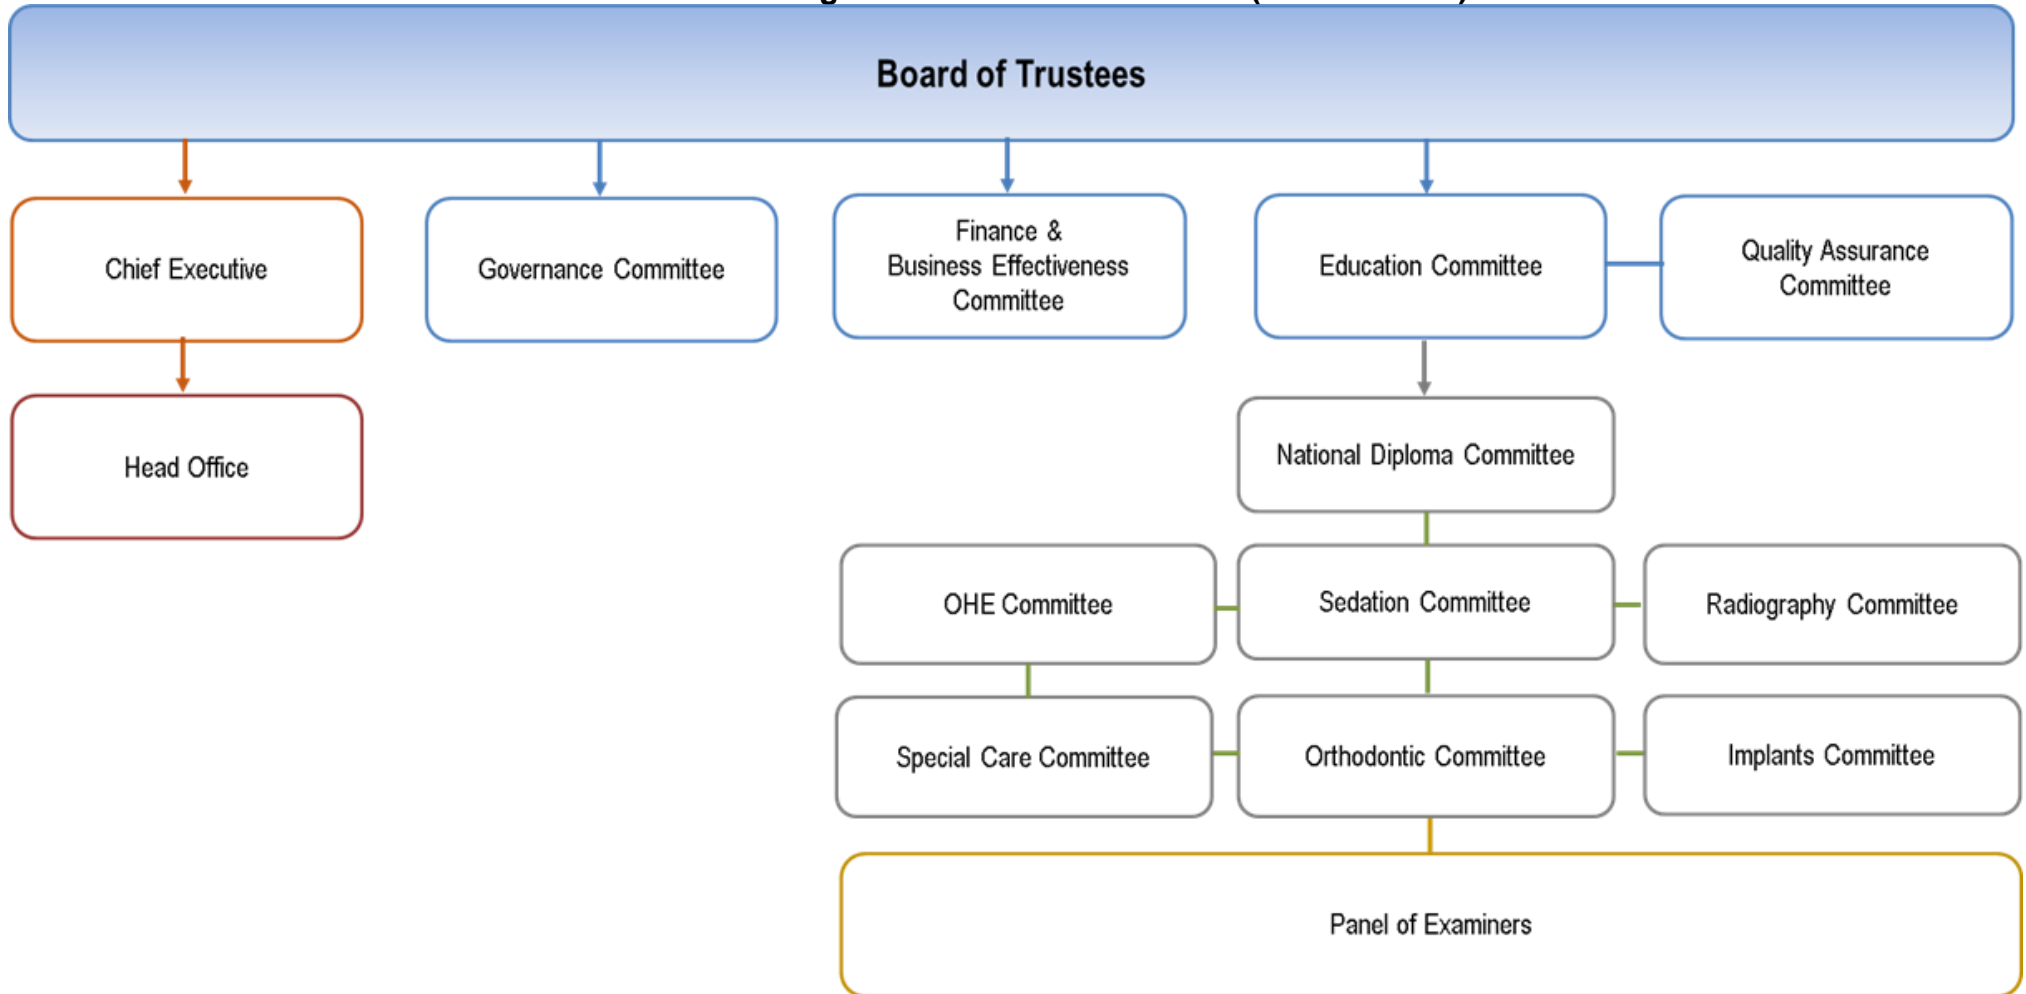 Board of Trustees
Chief Executive
Governance Committee
Finance &
Business Effectiveness
Committee
Education Committee
Quality Assurance
Committee
Head Office
National Diploma Committee
OHE Committee
Sedation Committee
Radiography Committee
Special Care Committee
Orthodontic Committee
Implants Committee
Panel of Examiners